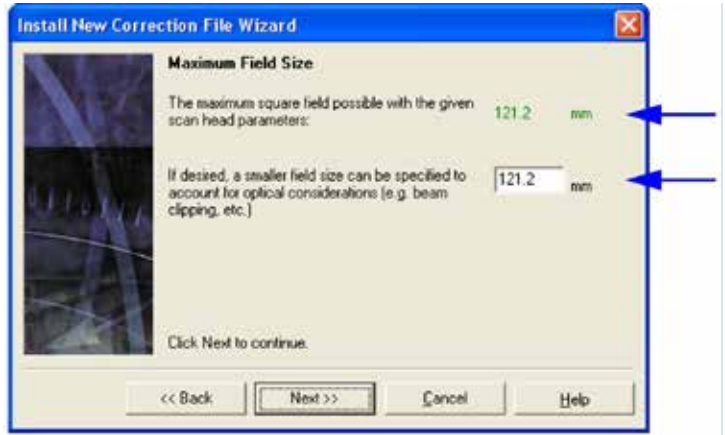 Install New Correction File Wizard
Maximum Field Size
The maximum square field possible with the given
scan head parameters:
121.2 mm
If desired, a smaller field size can be specified to
account for optical considerations (e.g. beam
clipping, etc.)
121.2 mm
Click Next to continue.
<< Back
Next >>
Cancel
Help